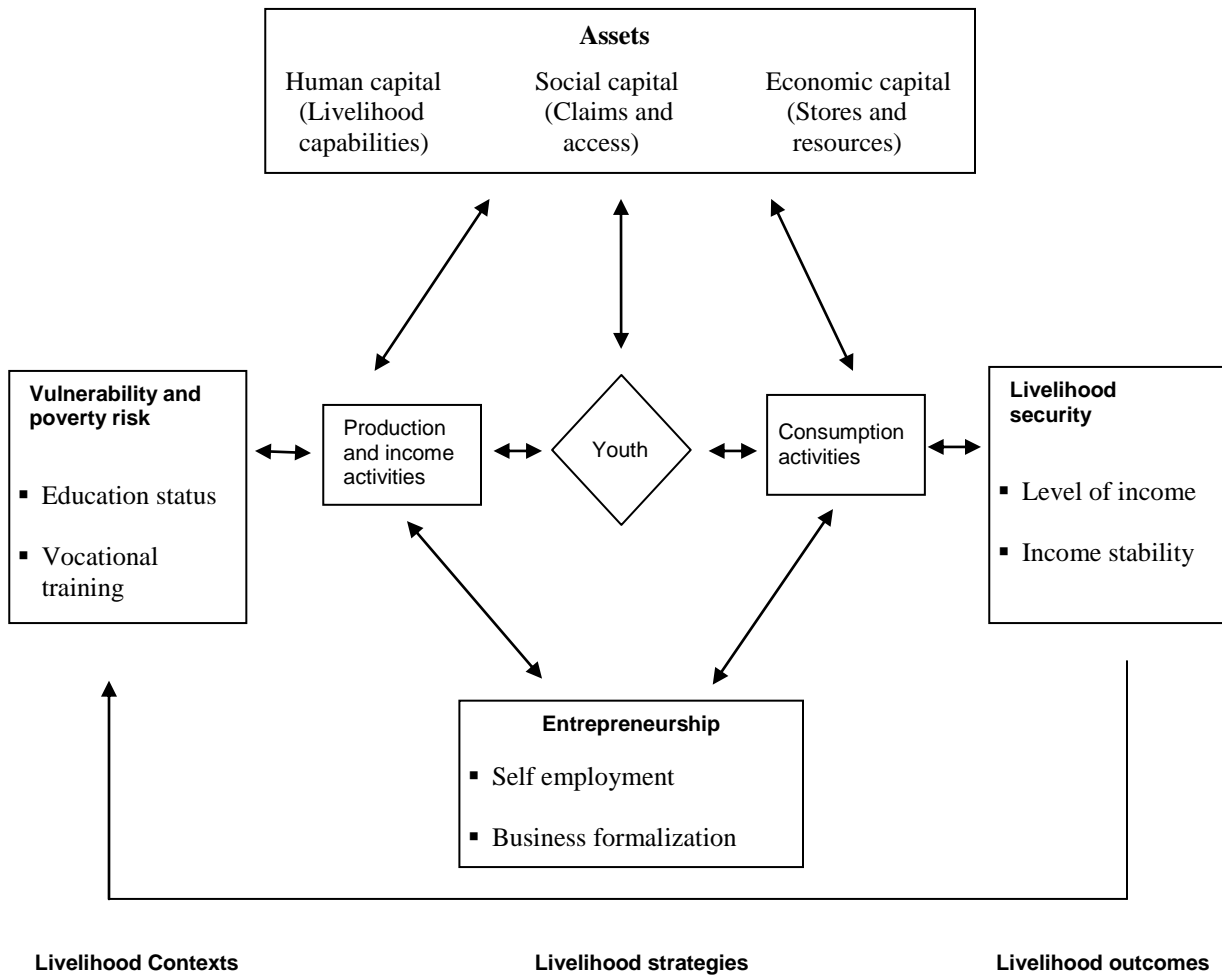 Assets
Human capital
(Livelihood
capabilities)
Social capital
(Claims and
access)
Economic capital
(Stores and
resources)
Vulnerability and
poverty risk
▪ Education status
▪ Vocational
training
Production
and income
activities
Youth
Consumption
activities
Livelihood
security
▪ Level of income
▪ Income stability
Entrepreneurship
▪ Self employment
▪ Business formalization
Livelihood Contexts
Livelihood strategies
Livelihood outcomes